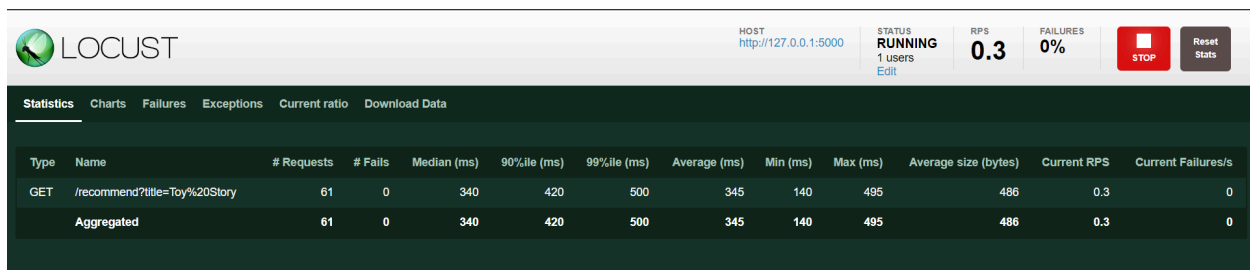 LOCUST
HOST
http://127.0.0.1:5000
STATUS
RUNNING
1 users
Edit
RPS
0.3
FAILURES
0%
STOP
Reset
Stats
Statistics Charts Failures Exceptions Current ratio Download Data
Type Name # Requests # Fails Median (ms) 90%ile (ms) 99%ile (ms) Average (ms) Min (ms) Max (ms) Average size (bytes) Current RPS Current Failures/s
GET /recommend?title=Toy%20Story 61 0 340 420 500 345 140 495 486 0.3 0
Aggregated 61 0 340 420 500 345 140 495 486 0.3 0